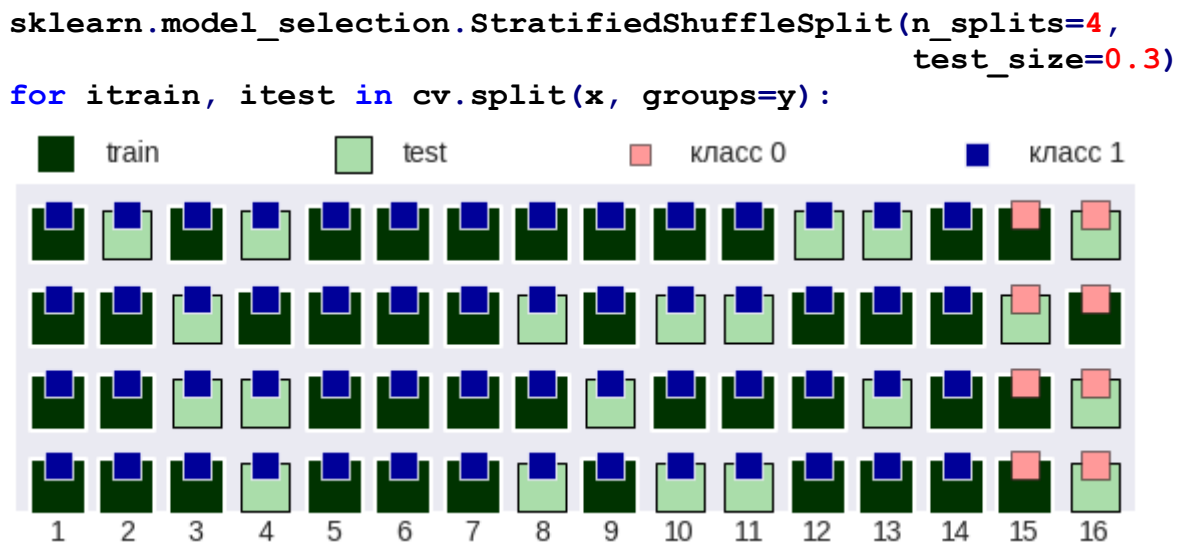 sklearn.model_selection.StratifiedShuffleSplit(n_splits=4,
test_size=0.3)
for itrain, itest in cv.split(x, groups=y):
train test класс 0 класс 1
1 2 3 4 5 6 7 8 9 10 11 12 13 14 15 16